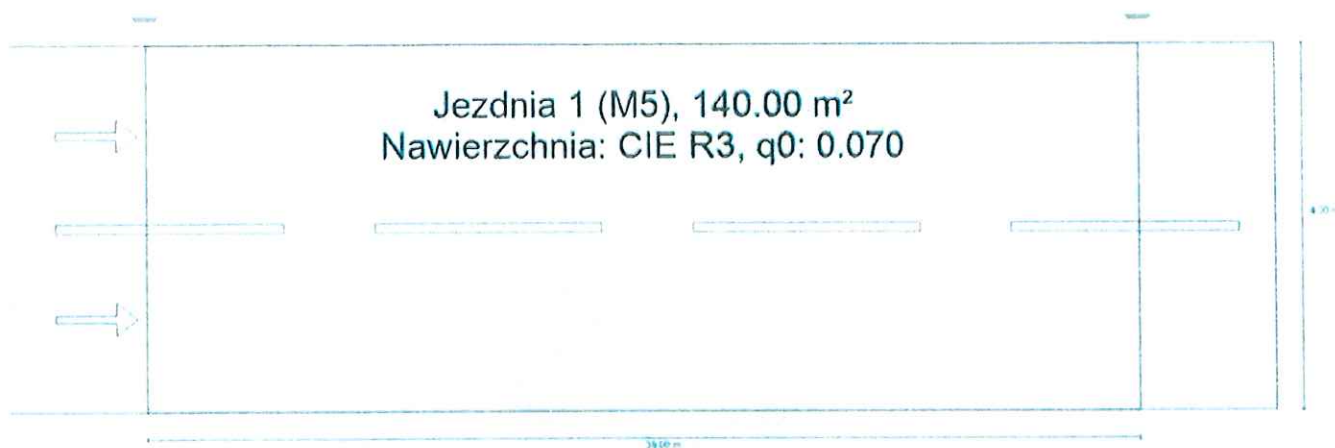 Jezdnia 1 (M5), 140.00 m²
Nawierzchnia: CIE R3, q0: 0.070